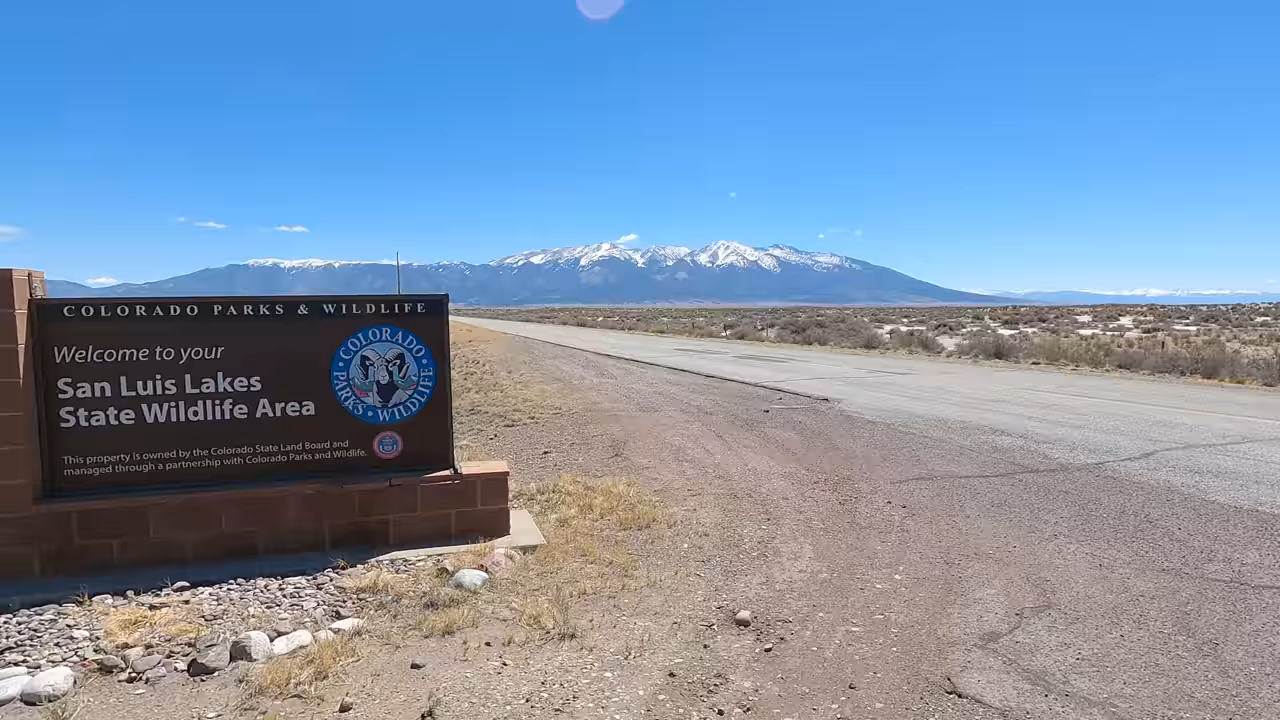 COLORADO PARKS & WILDLIFE
Welcome to your
San Luis Lakes
State Wildlife Area
COLORADO
PARKS & WILDLIFE
This property is owned by the Colorado State Land Board and
managed through a partnership with Colorado Parks and Wildlife.